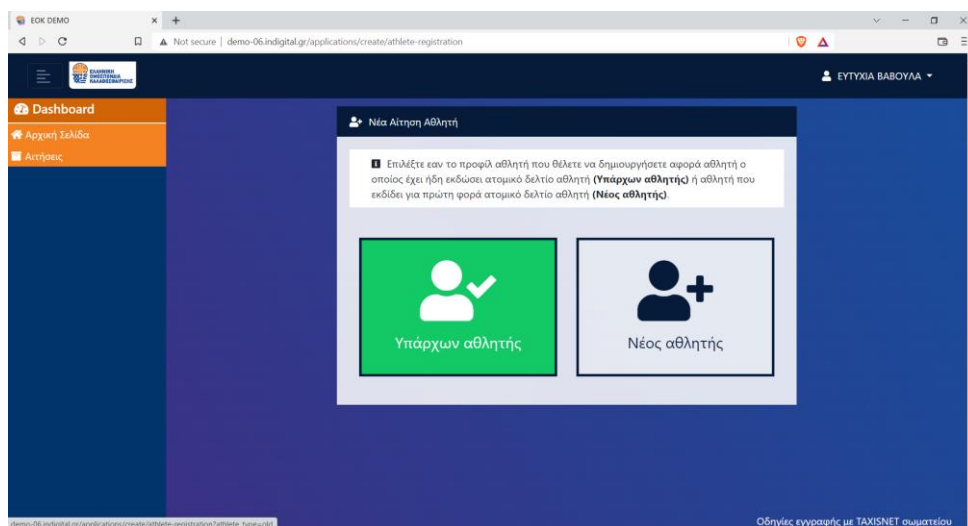 EOK DEMO
Not secure | demo-06.indigital.gr/applications/create/athlete-registration
ΕΛΛΗΝΙΚΗ
ΟΜΟΣΠΟΝΔΙΑ
ΚΑΛΑΘΟΣΦΑΙΡΙΣΗΣ
ΕΥΤΥΧΙΑ ΒΑΒΟΥΛΑ
Dashboard
Αρχική Σελίδα
Αιτήσεις
Νέα Αίτηση Αθλητή
Επιλέξτε εαν το προφίλ αθλητή που θέλετε να δημιουργήσετε αφορά αθλητή ο
οποίος έχει ήδη εκδώσει ατομικό δελτίο αθλητή (Υπάρχων αθλητής) ή αθλητή που
εκδίδει για πρώτη φορά ατομικό δελτίο αθλητή (Νέος αθλητής).
Υπάρχων αθλητής
Νέος αθλητής
Οδηγίες εγγραφής με TAXISNET σωματείου
demo-06.indigital.gr/applications/create/athlete-registration?athlete_type=old